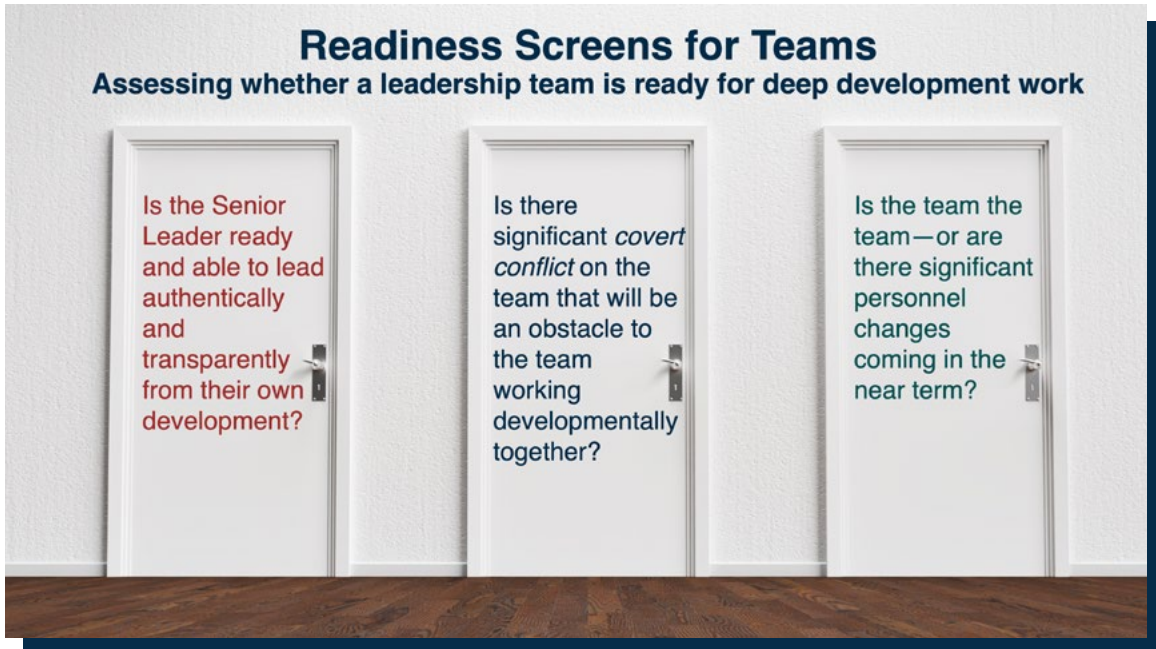 Readiness Screens for Teams
Assessing whether a leadership team is ready for deep development work
Is the Senior
Leader ready
and able to lead
authentically
and
transparently
from their own
development?
Is there
significant covert
conflict on the
team that will be
an obstacle to
the team
working
developmentally
together?
Is the team the
team—or are
there significant
personnel
changes
coming in the
near term?